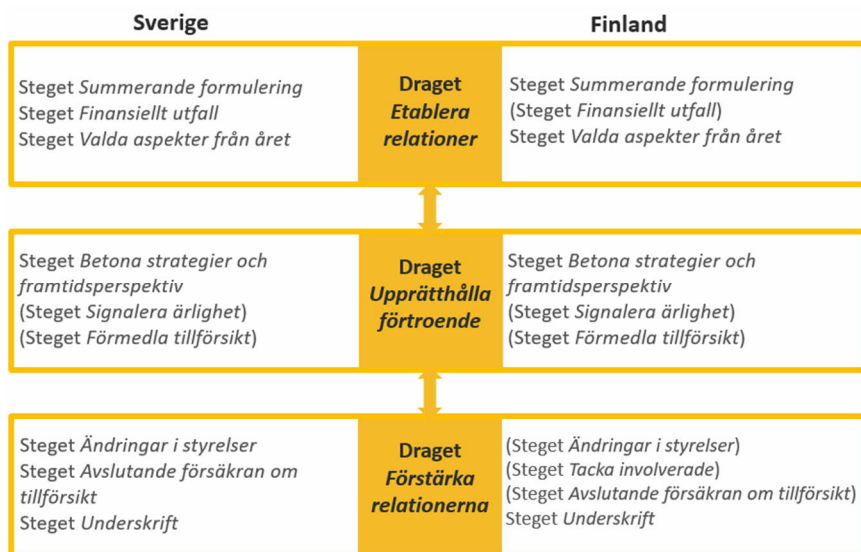 Sverige
Finland
Steget Summerande formulering
Steget Finansiellt utfall
Steget Valda aspekter från året
Draget
Etablera
relationer
Steget Summerande formulering
(Steget Finansiellt utfall)
Steget Valda aspekter från året
Steget Betona strategier och
framtidsperspektiv
(Steget Signalera ärlighet)
(Steget Förmedla tillförsikt)
Draget
Upprätthålla
förtroende
Steget Betona strategier och
framtidsperspektiv
(Steget Signalera ärlighet)
(Steget Förmedla tillförsikt)
Steget Ändringar i styrelser
Steget Avslutande försäkran om
tillförsikt
Steget Underskrift
Draget
Förstärka
relationerna
(Steget Ändringar i styrelser)
(Steget Tacka involverade)
(Steget Avslutande försäkran om tillförsikt)
Steget Underskrift